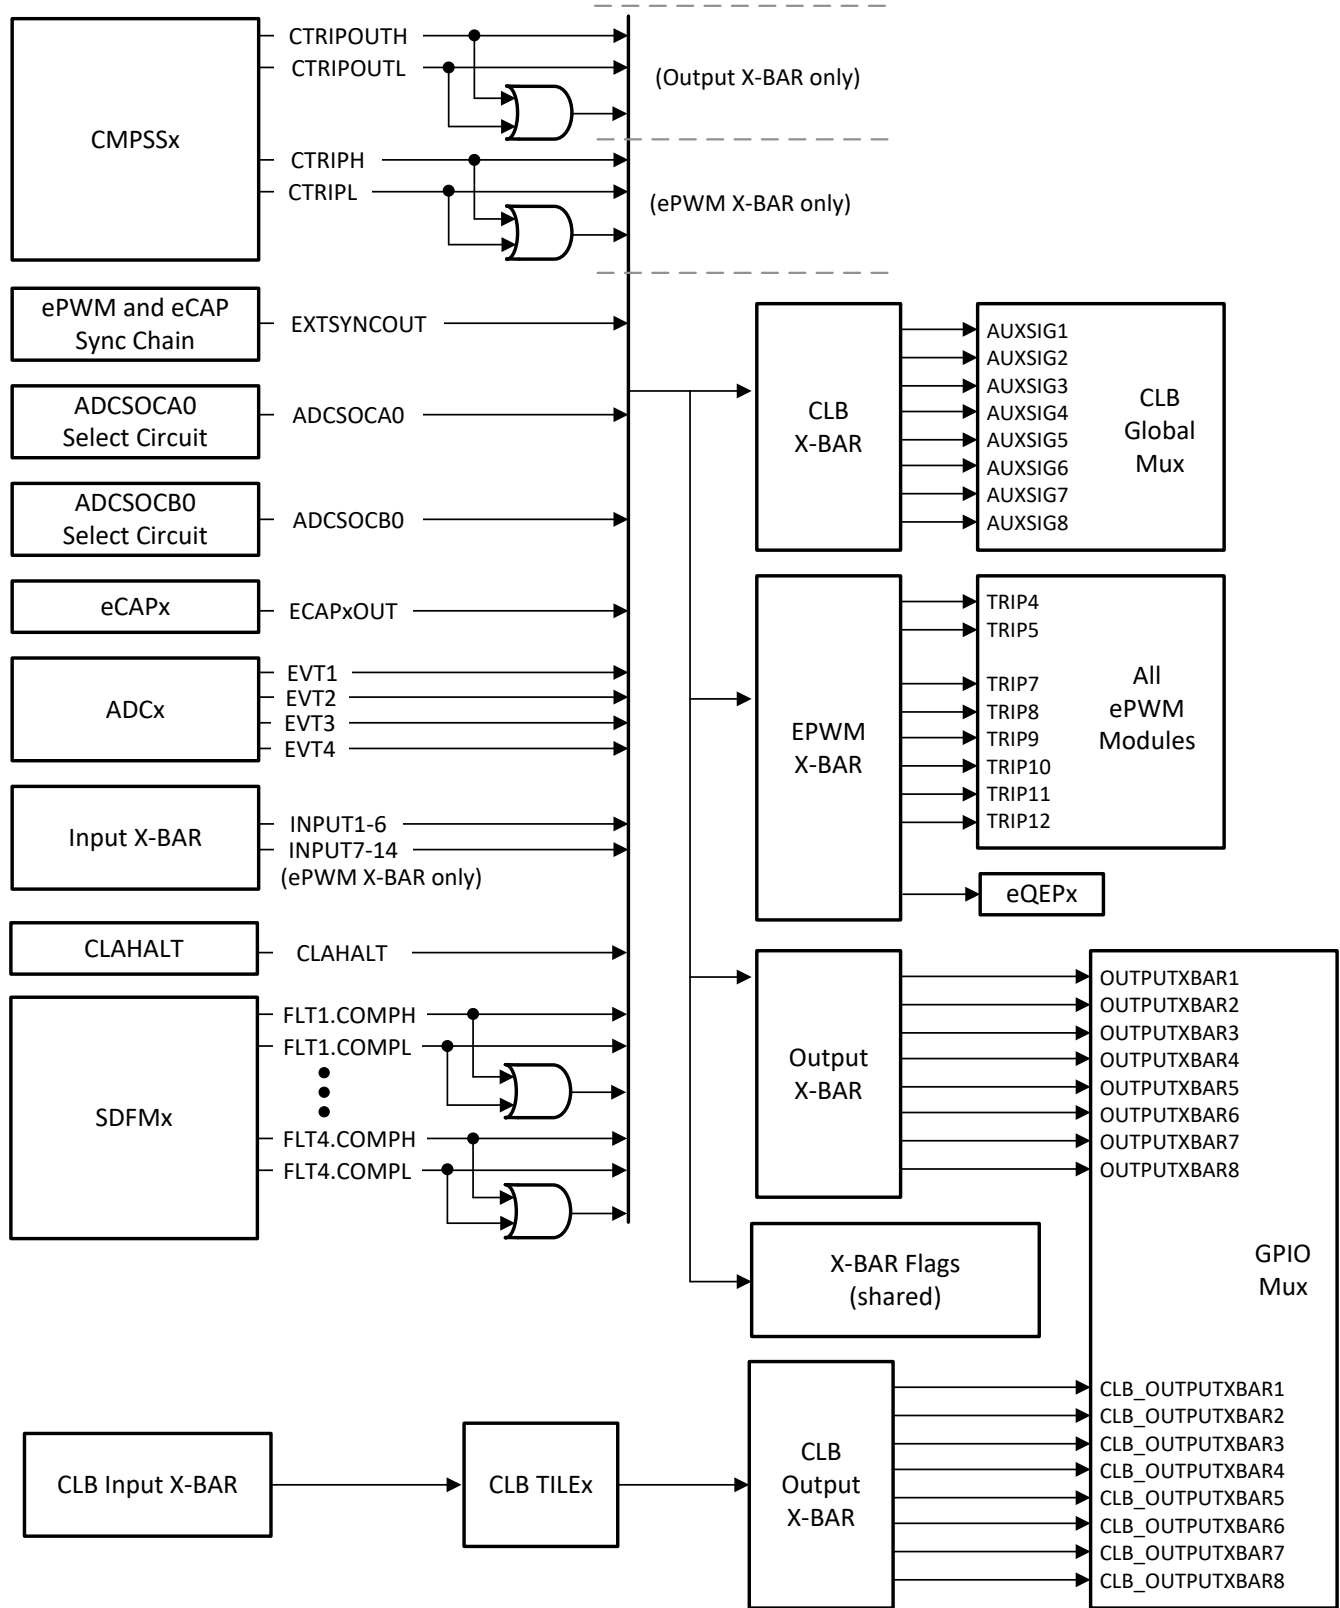 CMPSSx
CTRIPOUTH
CTRIPOUTL
(Output X-BAR only)
CTRIPH
CTRIPL
(ePWM X-BAR only)
ePWM and eCAP
Sync Chain
EXTSYNCOUT
ADCSOCA0
Select Circuit
ADCSOCA0
ADCSOCB0
Select Circuit
ADCSOCB0
eCAPx
ECAPxOUT
ADCx
EVT1
EVT2
EVT3
EVT4
Input X-BAR
INPUT1-6
INPUT7-14
(ePWM X-BAR only)
CLAHALT
CLAHALT
SDFMx
FLT1.COMPH
FLT1.COMPL
FLT4.COMPH
FLT4.COMPL
CLB
X-BAR
AUXSIG1
AUXSIG2
AUXSIG3
AUXSIG4
AUXSIG5
AUXSIG6
AUXSIG7
AUXSIG8
CLB
Global
Mux
EPWM
X-BAR
TRIP4
TRIP5
TRIP7
TRIP8
TRIP9
TRIP10
TRIP11
TRIP12
All
ePWM
Modules
eQEPx
Output
X-BAR
OUTPUTXBAR1
OUTPUTXBAR2
OUTPUTXBAR3
OUTPUTXBAR4
OUTPUTXBAR5
OUTPUTXBAR6
OUTPUTXBAR7
OUTPUTXBAR8
X-BAR Flags
(shared)
GPIO
Mux
CLB Input X-BAR
CLB TILEx
CLB
Output
X-BAR
CLB_OUTPUTXBAR1
CLB_OUTPUTXBAR2
CLB_OUTPUTXBAR3
CLB_OUTPUTXBAR4
CLB_OUTPUTXBAR5
CLB_OUTPUTXBAR6
CLB_OUTPUTXBAR7
CLB_OUTPUTXBAR8